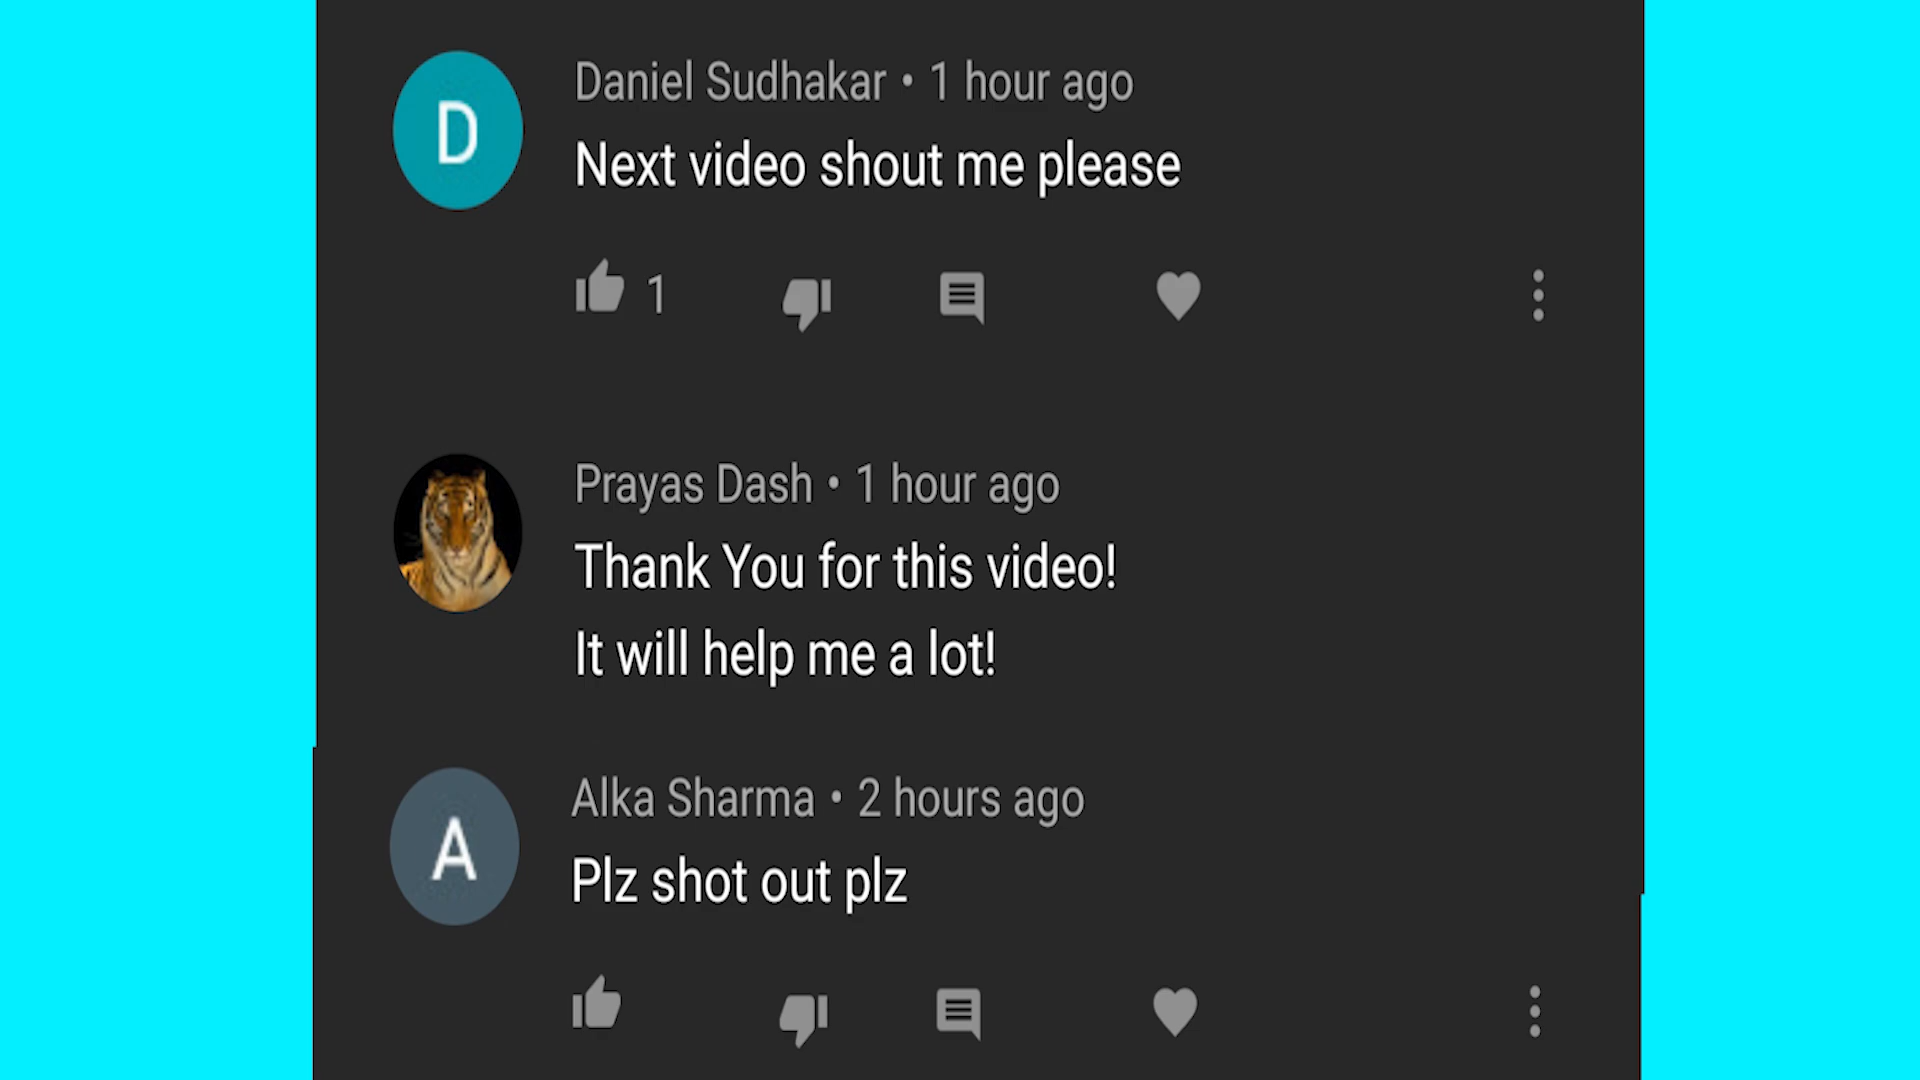 D
Daniel Sudhakar • 1 hour ago
Next video shout me please
1
Prayas Dash • 1 hour ago
Thank You for this video!
It will help me a lot!
A
Alka Sharma • 2 hours ago
Plz shot out plz